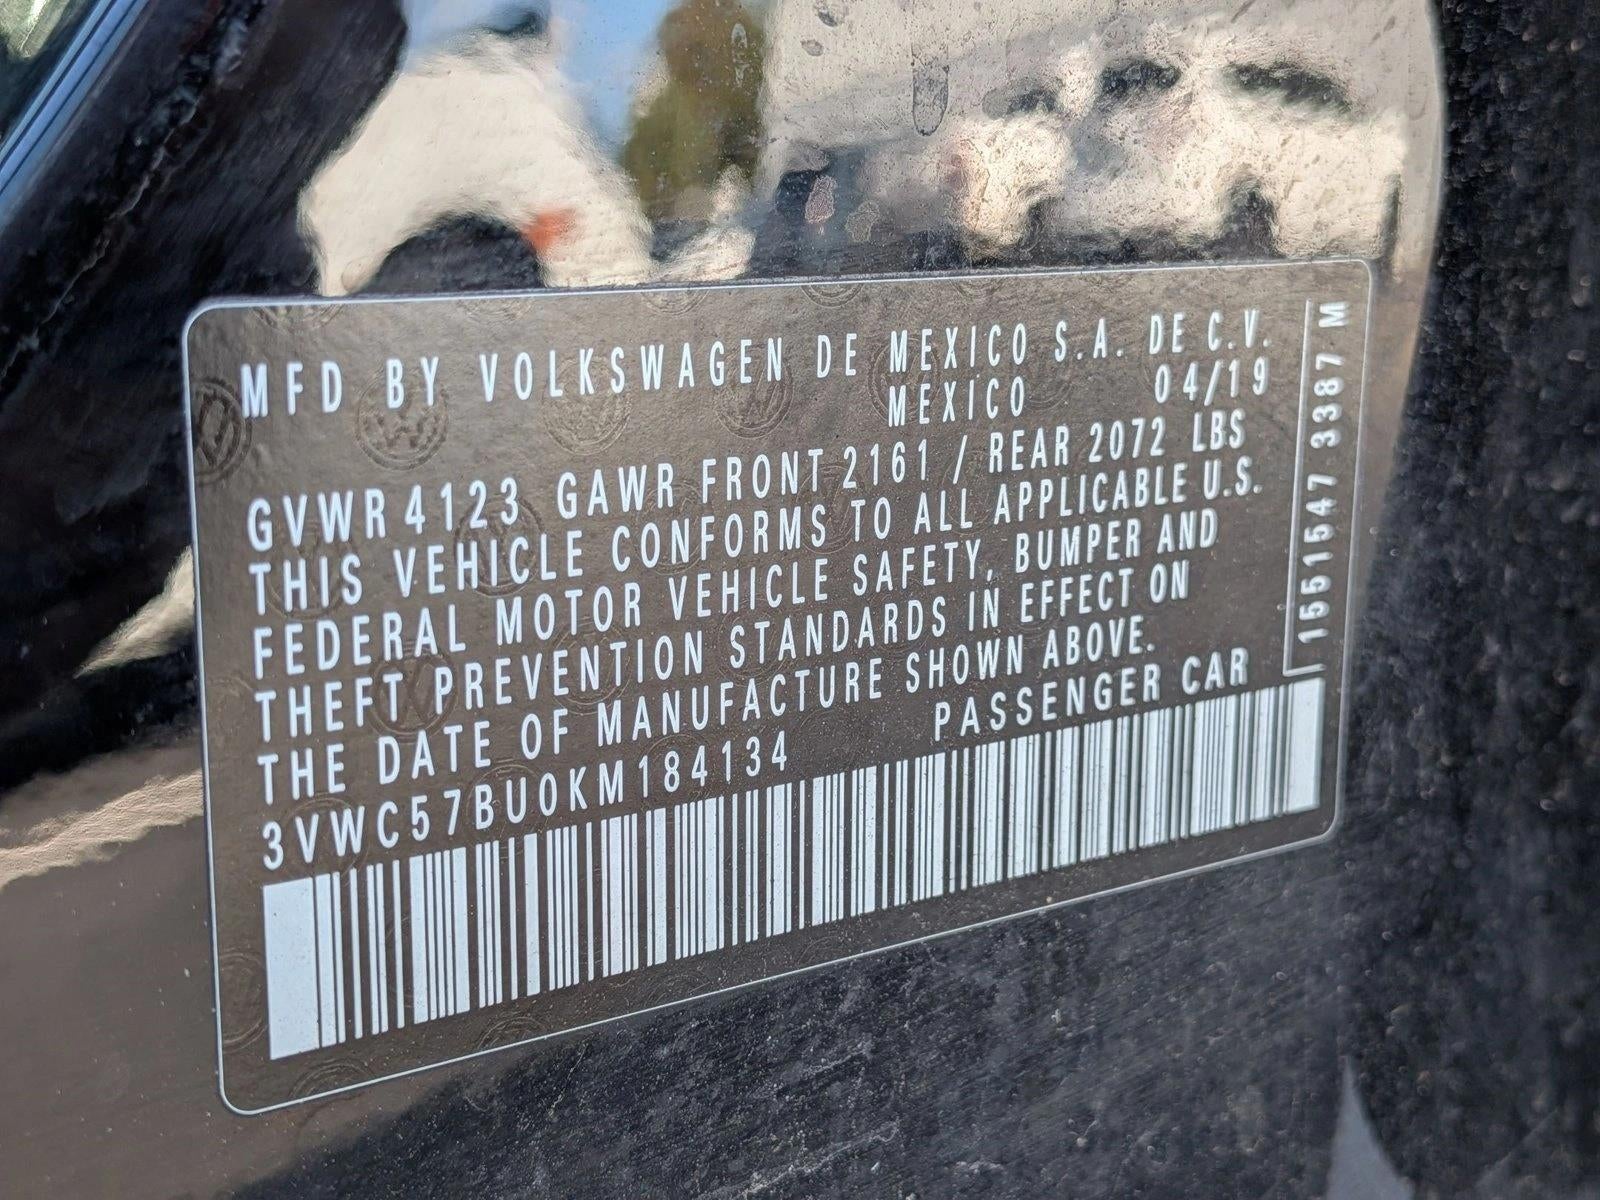 MFD BY VOLKSWAGEN DE MEXICO S.A. DE C.V.
MEXICO 04/19
GVWR 4123 GAWR FRONT 2161 / REAR 2072 LBS
THIS VEHICLE CONFORMS TO ALL APPLICABLE U.S.
FEDERAL MOTOR VEHICLE SAFETY, BUMPER AND
THEFT PREVENTION STANDARDS IN EFFECT ON
THE DATE OF MANUFACTURE SHOWN ABOVE.
3VWC57BU0KM184134 PASSENGER CAR
1551547 3387 M